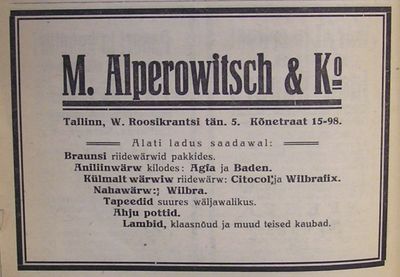 M. Alperowitsch & Ko
Tallinn, W. Roosikrantsi tän. 5. Kõnetraat 15-98.
Alati ladus saadawal:
Braunsi riidewärwid pakkides.
Aniliinwärw kilodes: Agfa ja Baden.
Külmalt wärwiw riidewärw: Citocol; ja Wilbrafix.
Nahawärw:; Wilbra.
Tapeedid suures wäljawalikus.
Ahju pottid.
Lambid, klaasnõud ja muud teised kaubad.